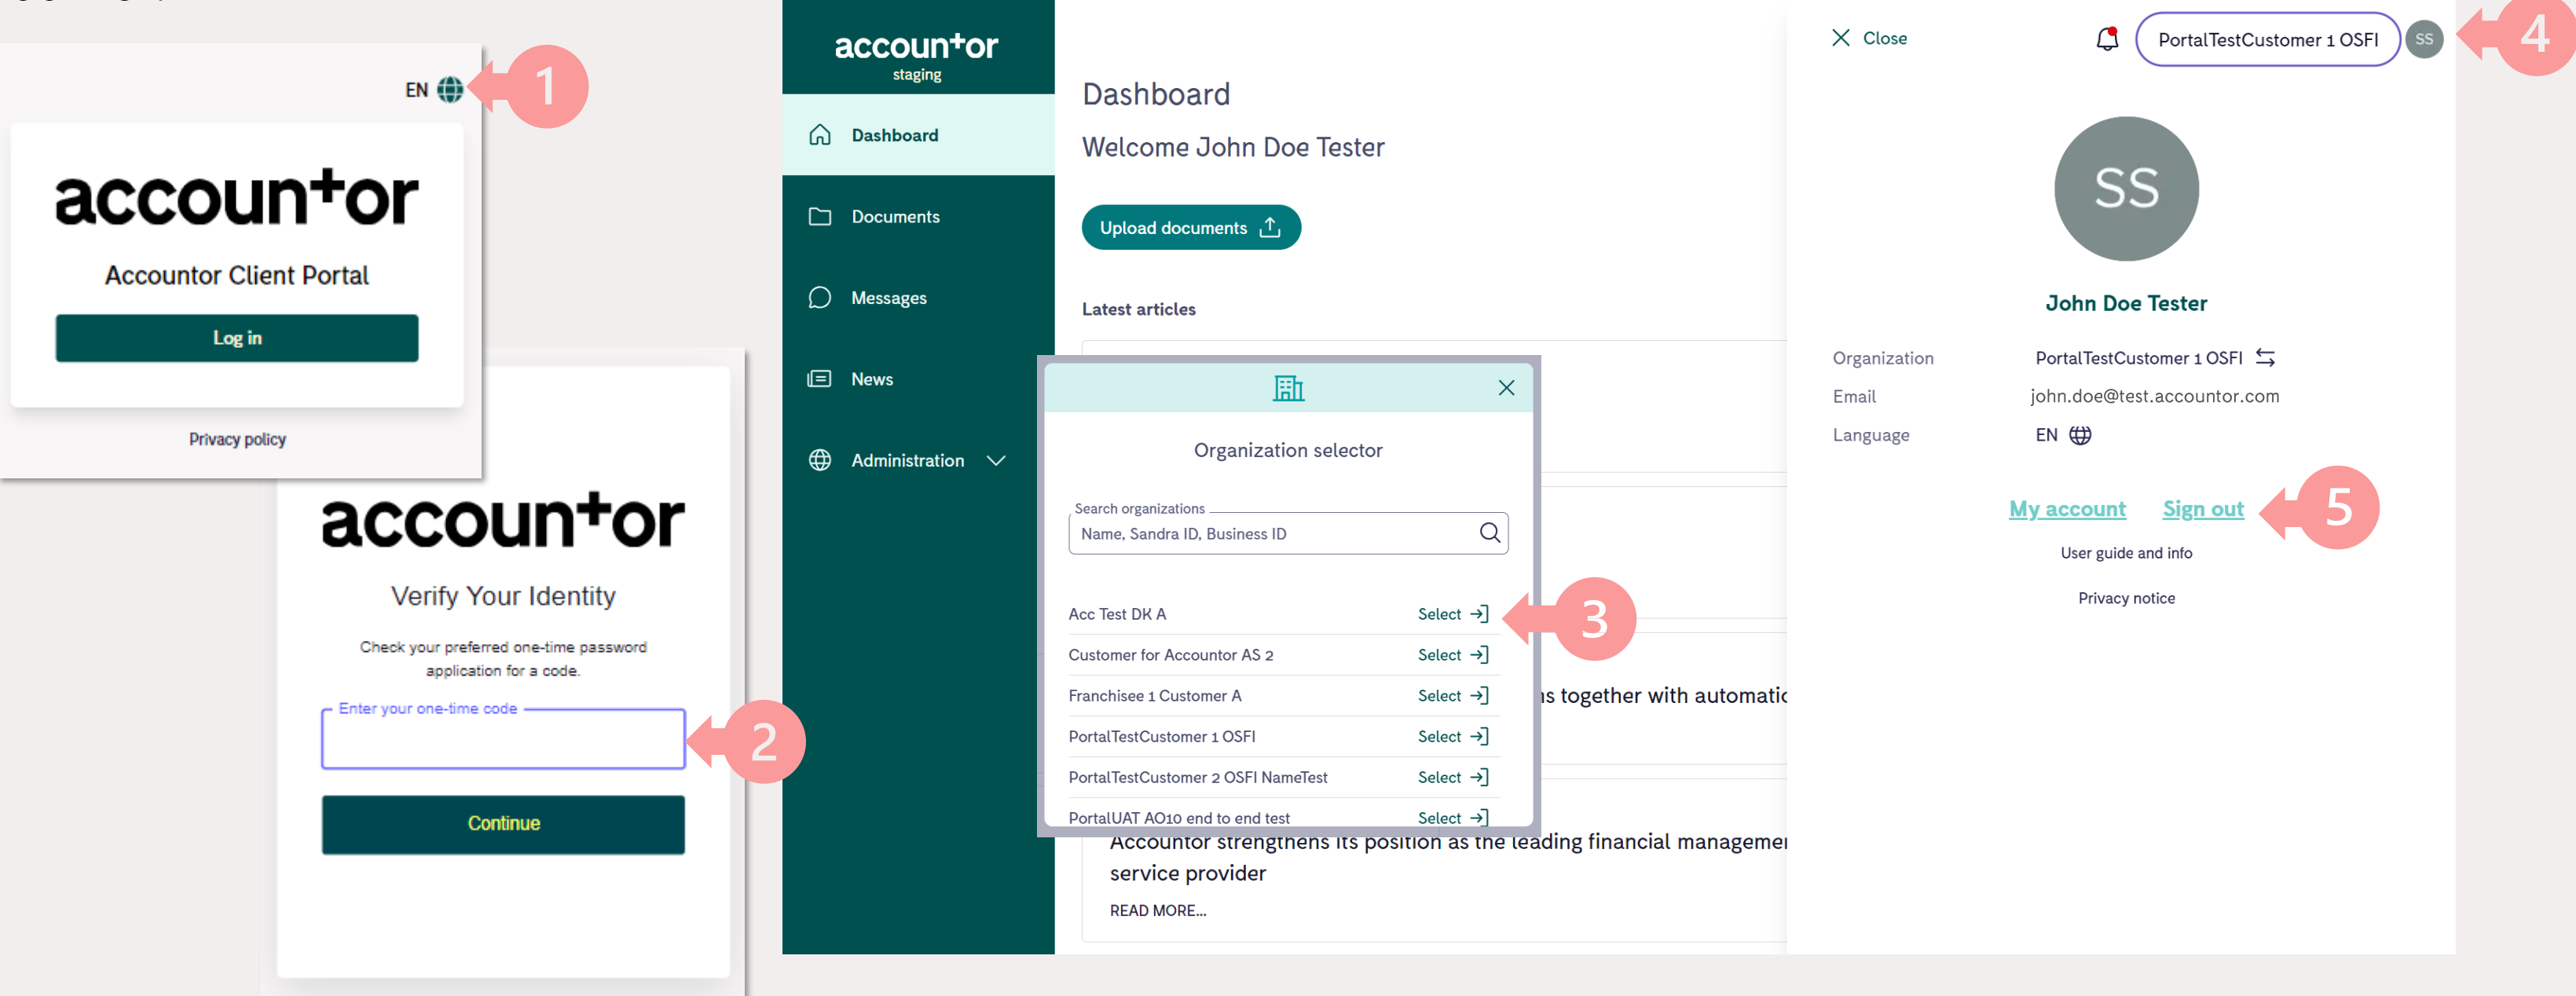 EN
1
accountor
Accountor Client Portal
Log in
Privacy policy
accountor
Verify Your Identity
Check your preferred one-time password
application for a code.
Enter your one-time code
2
Continue
accountor
staging
Dashboard
Documents
Messages
News
Administration
Dashboard
Welcome John Doe Tester
Upload documents
Latest articles
Organization selector
Search organizations
Name, Sandra ID, Business ID
Acc Test DK A Select
3
Customer for Accountor AS 2 Select
Franchisee 1 Customer A Select
PortalTestCustomer 1 OSFI Select
PortalTestCustomer 2 OSFI NameTest Select
PortalUAT AO10 end to end test Select
together with automatic
Accountor strengthens its position as the leading financial
service provider
READ MORE...
Close
PortalTestCustomer 1 OSFI
SS
4
SS
John Doe Tester
Organization PortalTestCustomer 1 OSFI
Email john.doe@test.accountor.com
Language EN
My account Sign out
5
User guide and info
Privacy notice